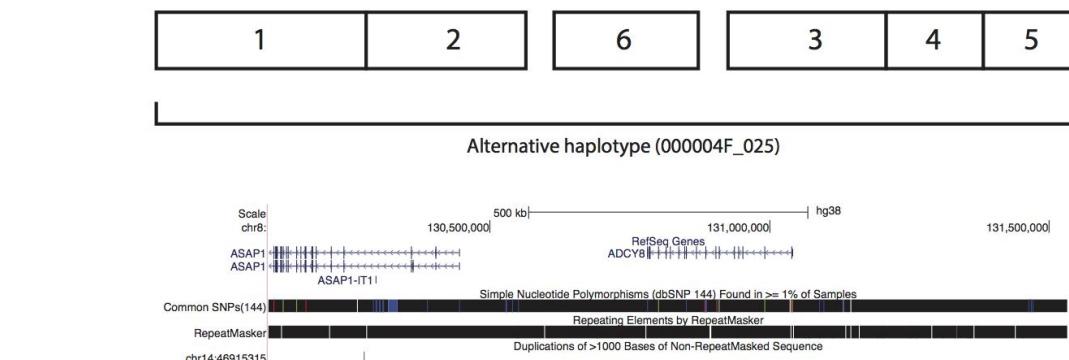 1 2 6 3 4 5
Alternative haplotype (000004F_025)
Scale 500 kb hg38
chr8: 130,500,000 131,000,000 131,500,000
RefSeq Genes
ASAP1 ADCY8
ASAP1
ASAP1-IT1
Simple Nucleotide Polymorphisms (dbSNP 144) Found in >= 1% of Samples
Common SNPs(144)
Repeating Elements by RepeatMasker
RepeatMasker
Duplications of >1000 Bases of Non-RepeatMasked Sequence
chr14:46915315